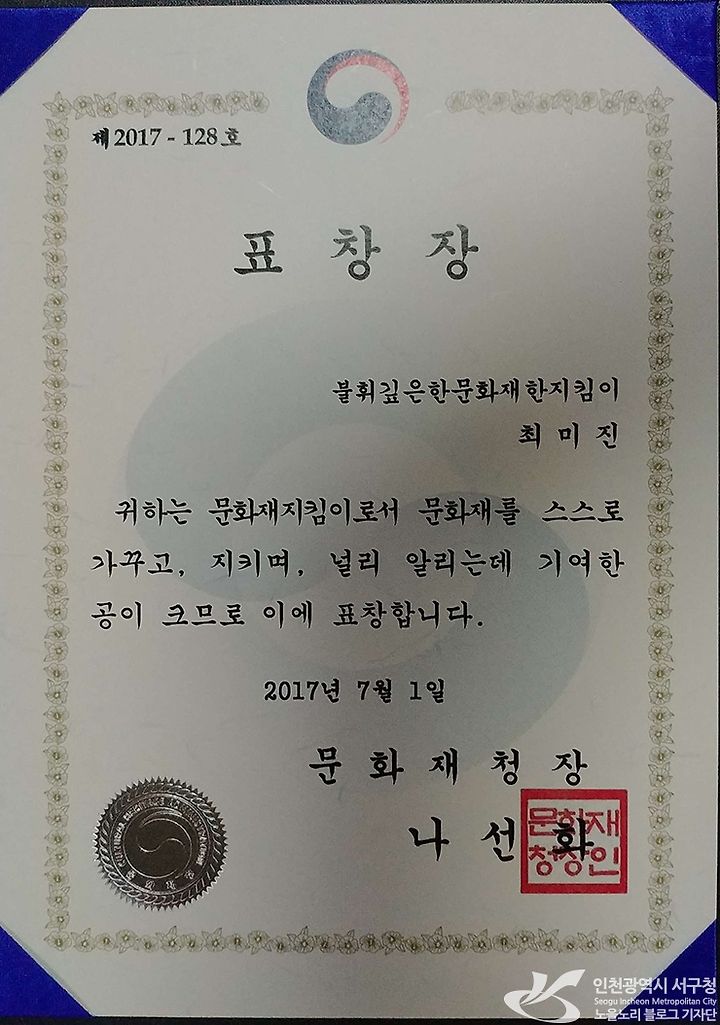 제2017 - 128호
표 창 장
불휘깊은한문화재한지킴이
최 미 진
귀하는 문화재지킴이로서 문화재를 스스로
가꾸고, 지키며, 널리 알리는데 기여한
공이 크므로 이에 표창합니다.
2017년 7월 1일
문 화 재 청 장
나 선 화
문화재
청장인
인천광역시 서구청
Seogu Incheon Metropolitan City
노을노리 블로그 기자단